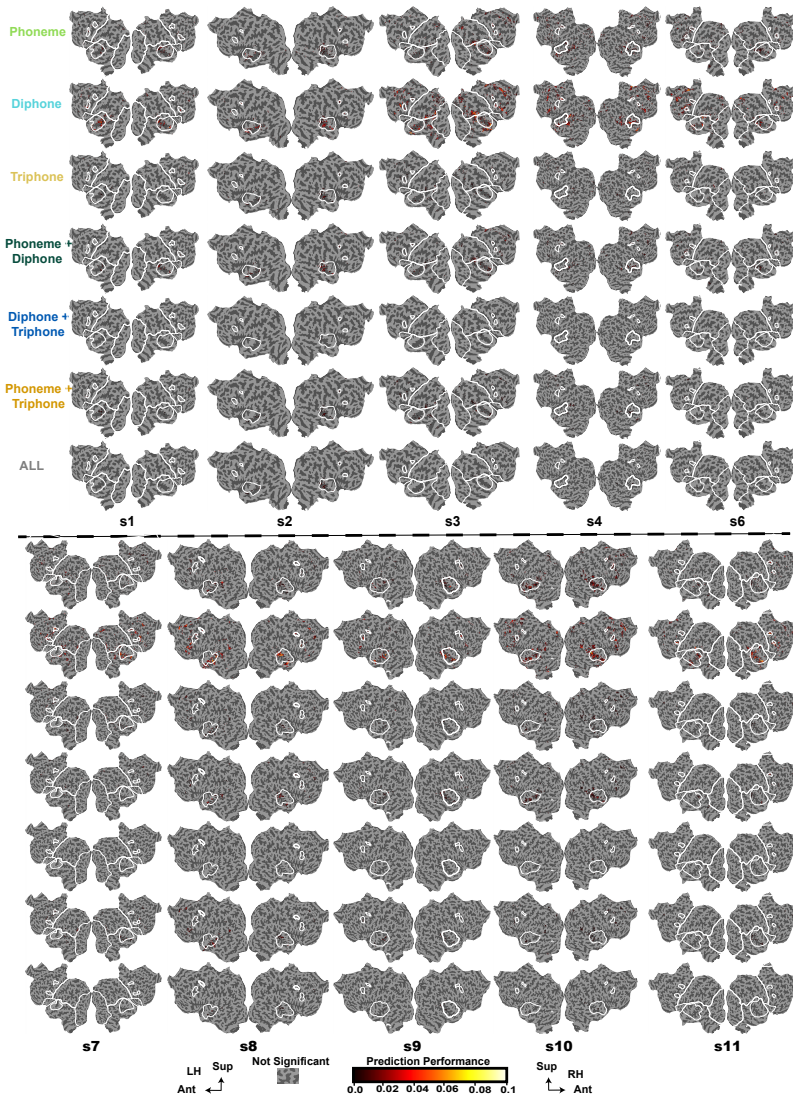 Phoneme
Diphone
Triphone
Phoneme +
Diphone
Diphone +
Triphone
Phoneme +
Triphone
ALL
s1 s2 s3 s4 s6
s7 s8 s9 s10 s11
LH Sup Not Significant Prediction Performance Sup RH
Ant 0.0 0.02 0.04 0.06 0.08 0.1 Ant